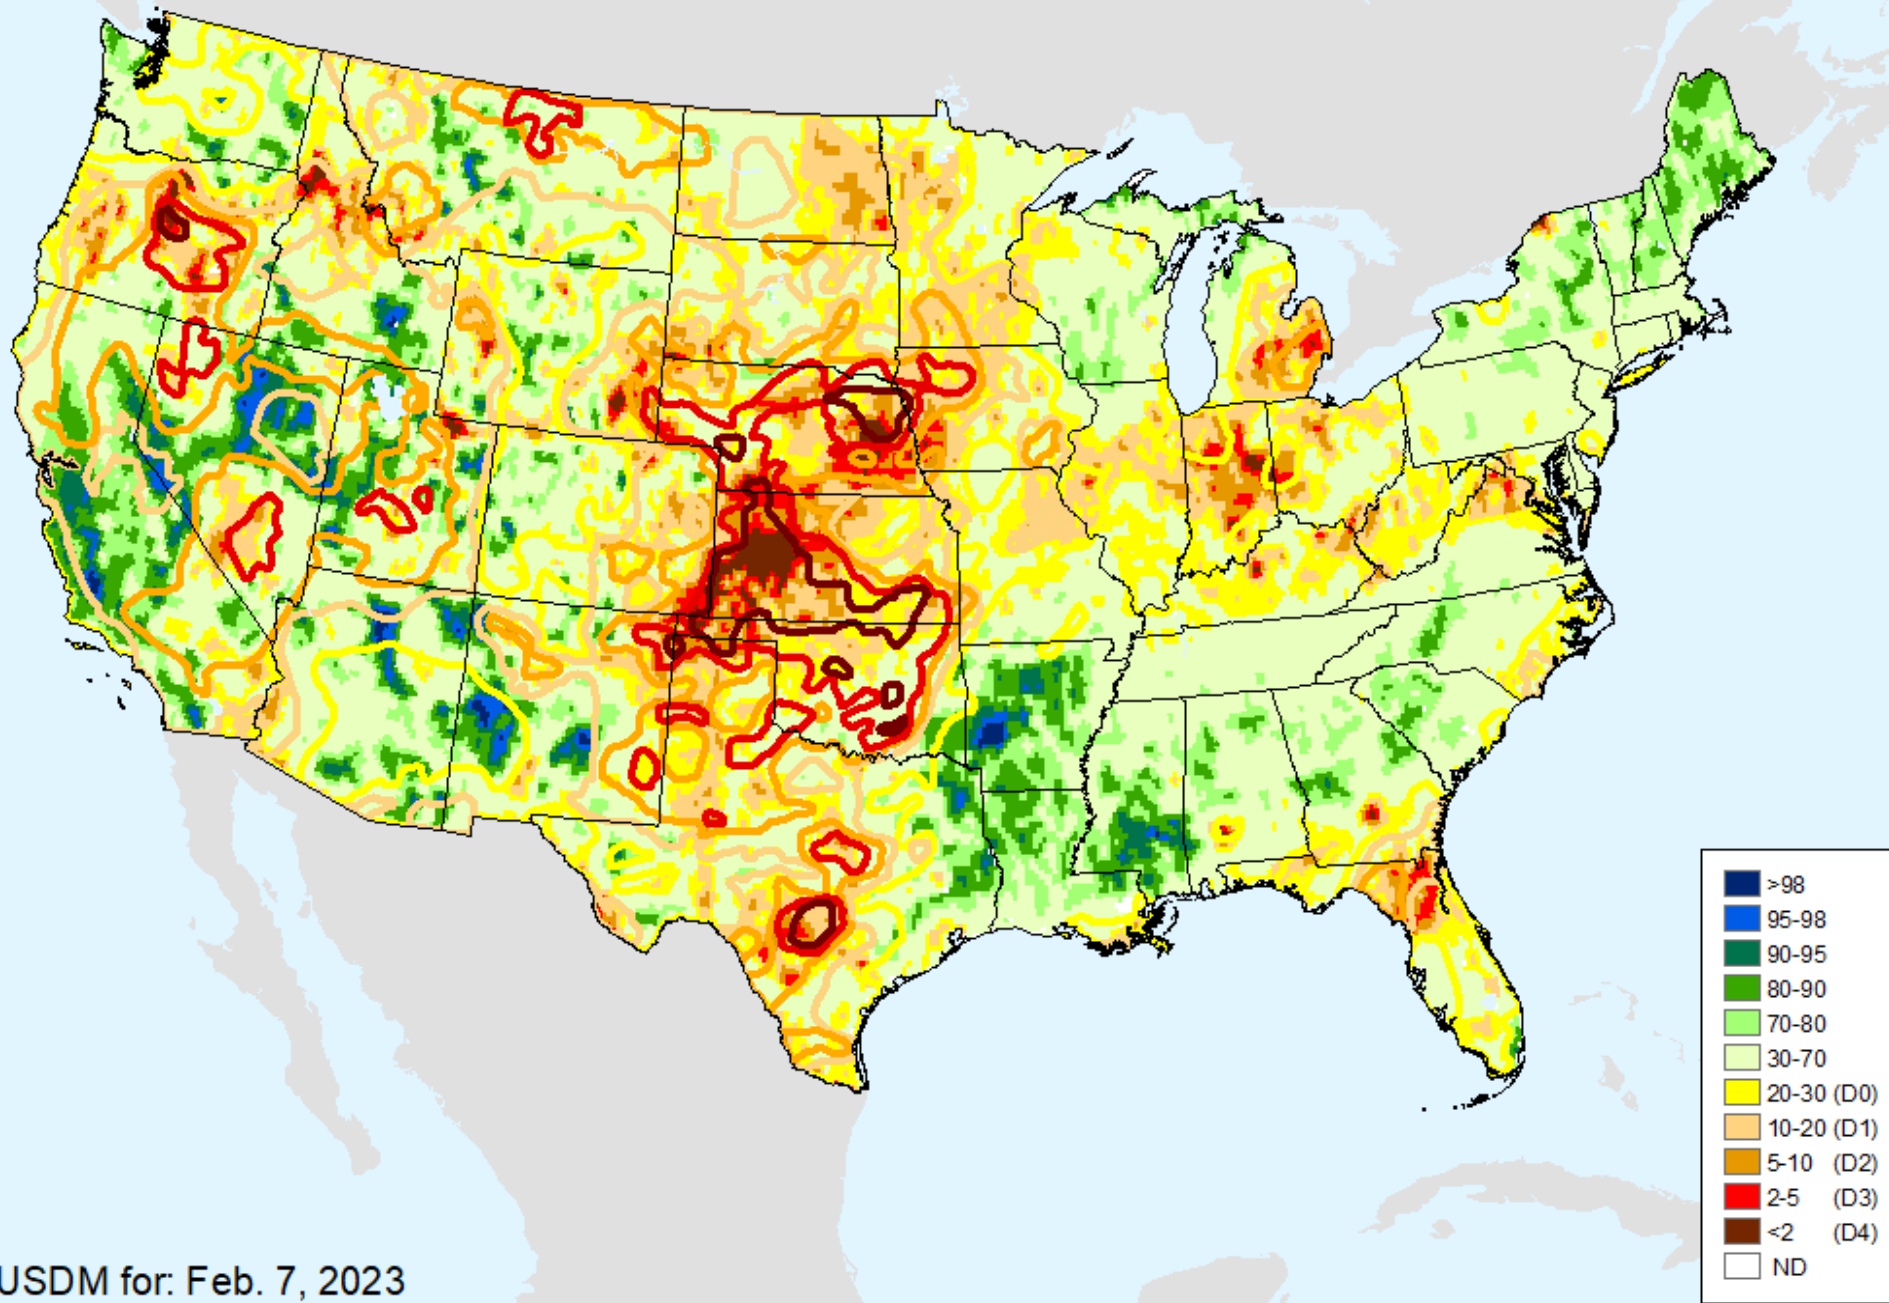 >98
95-98
90-95
80-90
70-80
30-70
20-30 (D0)
10-20 (D1)
5-10 (D2)
2-5 (D3)
<2 (D4)
ND
USDM for: Feb. 7, 2023